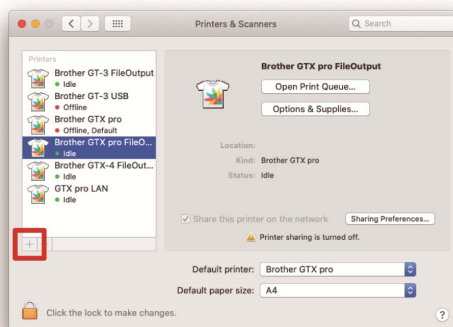 Printers & Scanners
Search
Printers
Brother GT-3 FileOutput
Idle
Brother GT-3 USB
Offline
Brother GTX pro
Offline, Default
Brother GTX pro FileO...
Idle
Brother GTX-4 FileOut...
Idle
GTX pro LAN
Idle
+
Brother GTX pro FileOutput
Open Print Queue...
Options & Supplies...
Location:
Kind: Brother GTX pro
Status: Idle
Share this printer on the network
Sharing Preferences...
Printer sharing is turned off.
Default printer: Brother GTX pro
Default paper size: A4
Click the lock to make changes.
?